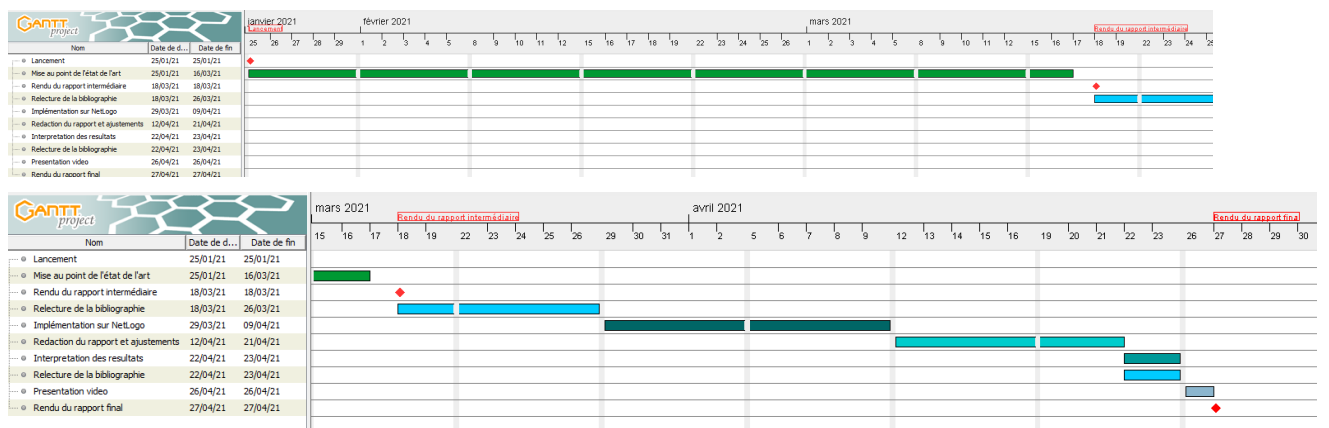 GANTT project
janvier 2021 février 2021 mars 2021
Lancement Rendu du rapport intermédiaire
Nom Date de d... Date de fin 25 26 27 28 29 1 2 3 4 5 8 9 10 11 12 15 16 17 18 19 22 23 24 25 26 1 2 3 4 5 8 9 10 11 12 15 16 17 18 19 22 23 24 25
Lancement 25/01/21 25/01/21
Mise au point de l'état de l'art 25/01/21 16/03/21
Rendu du rapport intermédiaire 18/03/21 18/03/21
Relecture de la bibliographie 18/03/21 26/03/21
Implémentation sur NetLogo 29/03/21 09/04/21
Redaction du rapport et ajustements 12/04/21 21/04/21
Interpretation des resultats 22/04/21 23/04/21
Relecture de la bibliographie 22/04/21 23/04/21
Presentation video 26/04/21 26/04/21
Rendu du rapport final 27/04/21 27/04/21
GANTT project
mars 2021 avril 2021
Rendu du rapport intermédiaire Rendu du rapport final
Nom Date de d... Date de fin 15 16 17 18 19 22 23 24 25 26 29 30 31 1 2 5 6 7 8 9 12 13 14 15 16 19 20 21 22 23 26 27 28 29 30
Lancement 25/01/21 25/01/21
Mise au point de l'état de l'art 25/01/21 16/03/21
Rendu du rapport intermédiaire 18/03/21 18/03/21
Relecture de la bibliographie 18/03/21 26/03/21
Implémentation sur NetLogo 29/03/21 09/04/21
Redaction du rapport et ajustements 12/04/21 21/04/21
Interpretation des resultats 22/04/21 23/04/21
Relecture de la bibliographie 22/04/21 23/04/21
Presentation video 26/04/21 26/04/21
Rendu du rapport final 27/04/21 27/04/21